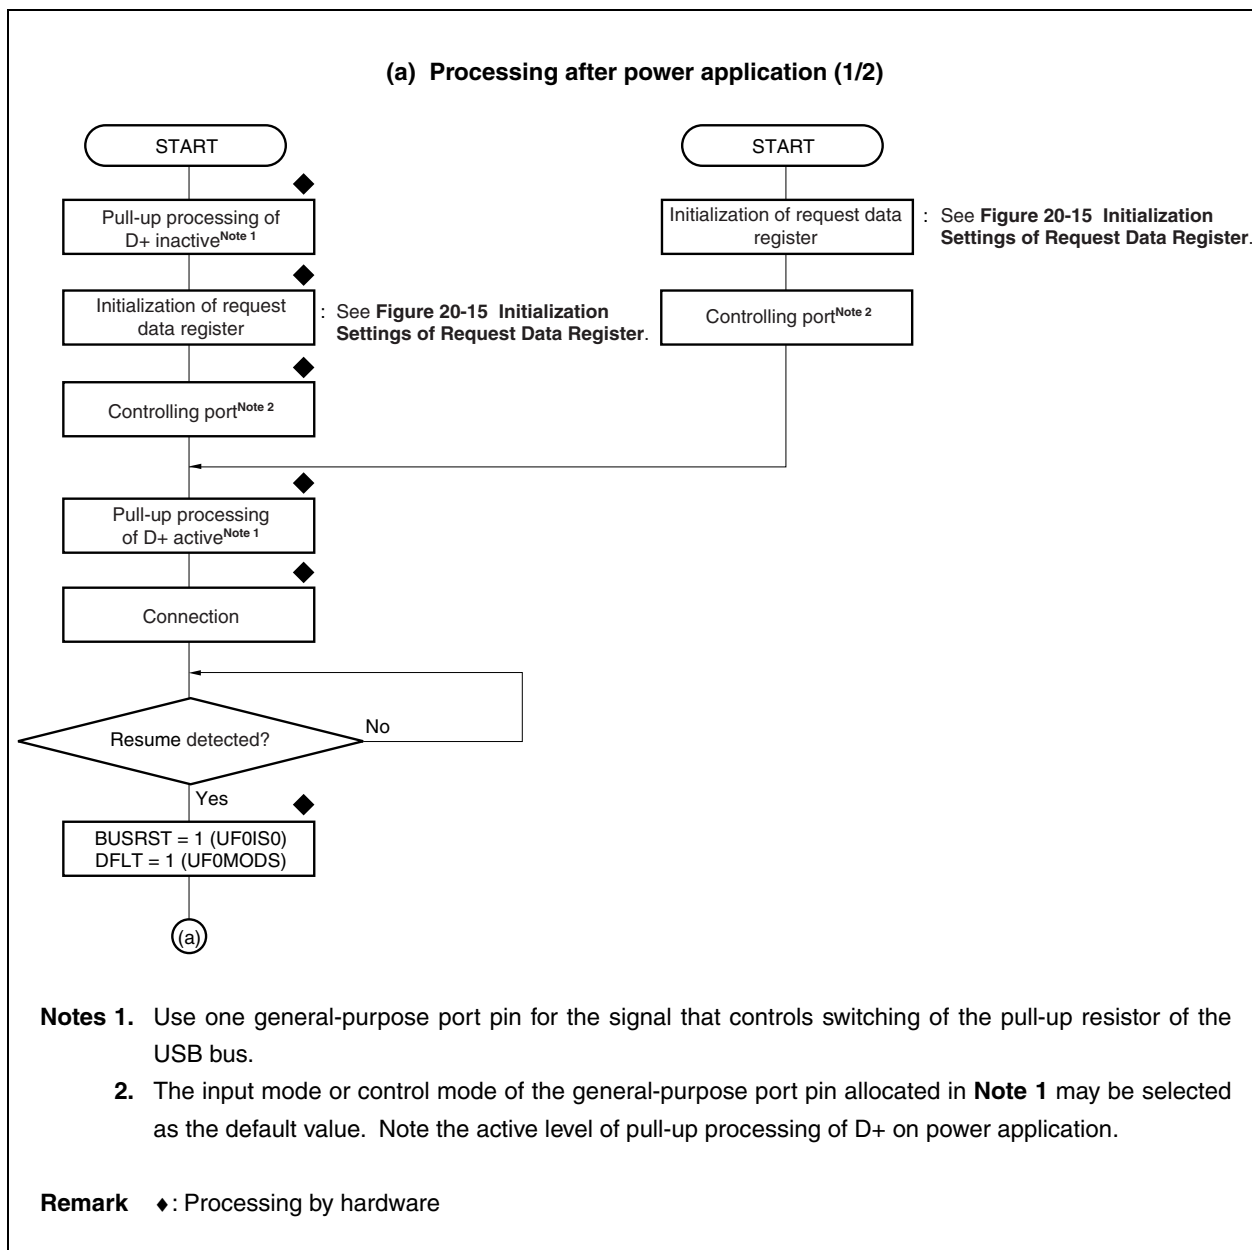 (a) Processing after power application (1/2)
START
Pull-up processing of
D+ inactiveNote 1
Initialization of request
data register
: See Figure 20-15 Initialization
Settings of Request Data Register.
Controlling portNote 2
START
Initialization of request data
register
: See Figure 20-15 Initialization
Settings of Request Data Register.
Controlling portNote 2
Pull-up processing
of D+ activeNote 1
Connection
Resume detected?
No
Yes
BUSRST = 1 (UF0IS0)
DFLT = 1 (UF0MODS)
(a)
Notes 1. Use one general-purpose port pin for the signal that controls switching of the pull-up resistor of the
USB bus.
2. The input mode or control mode of the general-purpose port pin allocated in Note 1 may be selected
as the default value. Note the active level of pull-up processing of D+ on power application.
Remark ♦: Processing by hardware